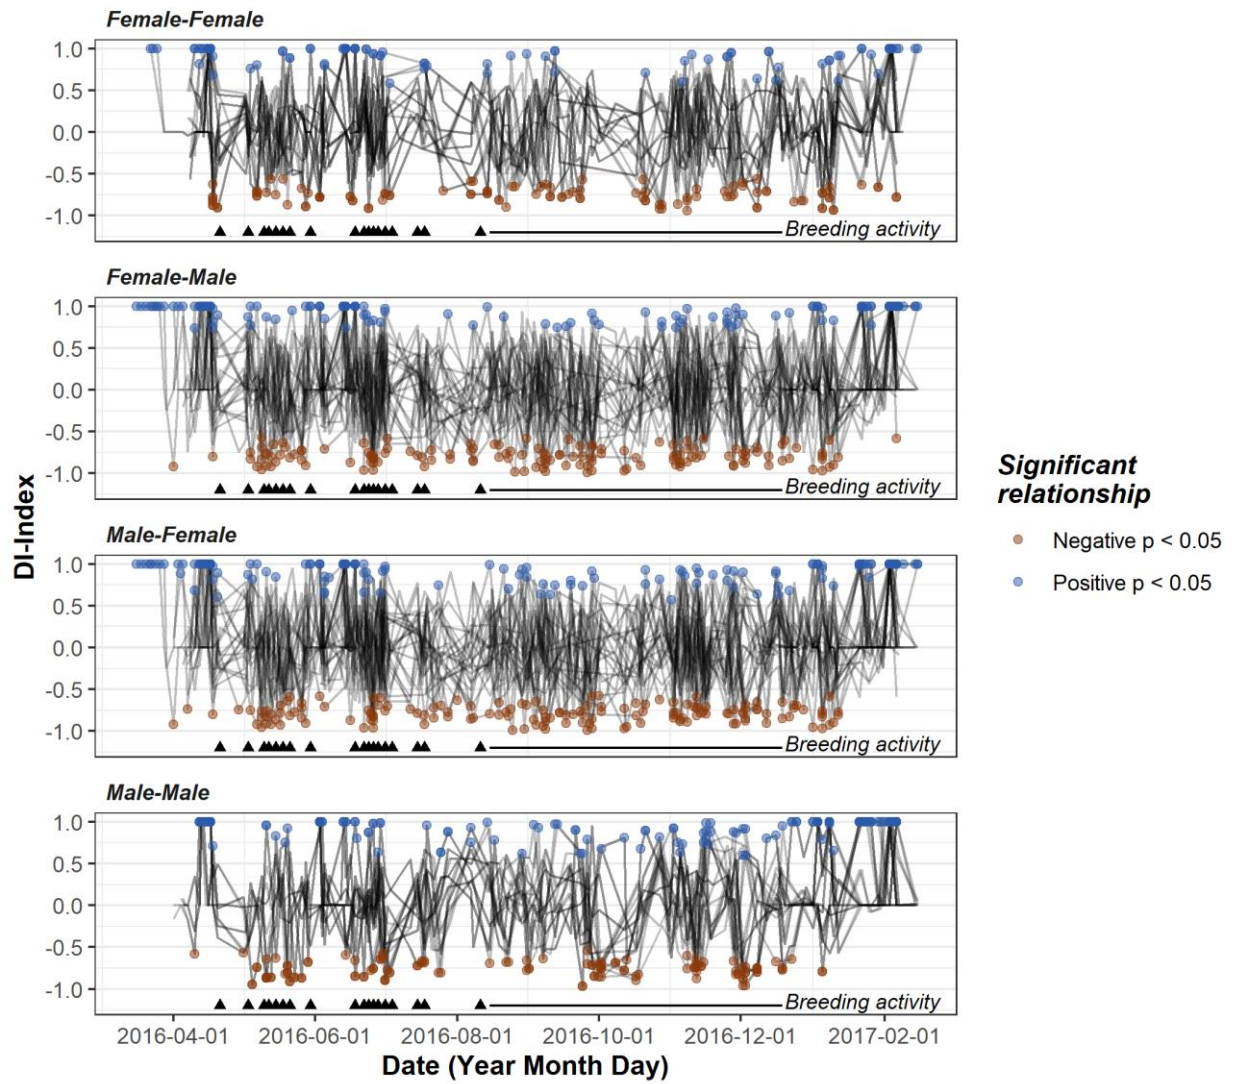 Female-Female
1.0
0.5
0.0
-0.5
-1.0
Breeding activity
Female-Male
1.0
0.5
0.0
-0.5
-1.0
Breeding activity
Male-Female
1.0
0.5
0.0
-0.5
-1.0
Breeding activity
Male-Male
1.0
0.5
0.0
-0.5
-1.0
Breeding activity
2016-04-01 2016-06-01 2016-08-01 2016-10-01 2016-12-01 2017-02-01
Date (Year Month Day)
DI-Index
Significant
relationship
Negative p < 0.05
Positive p < 0.05